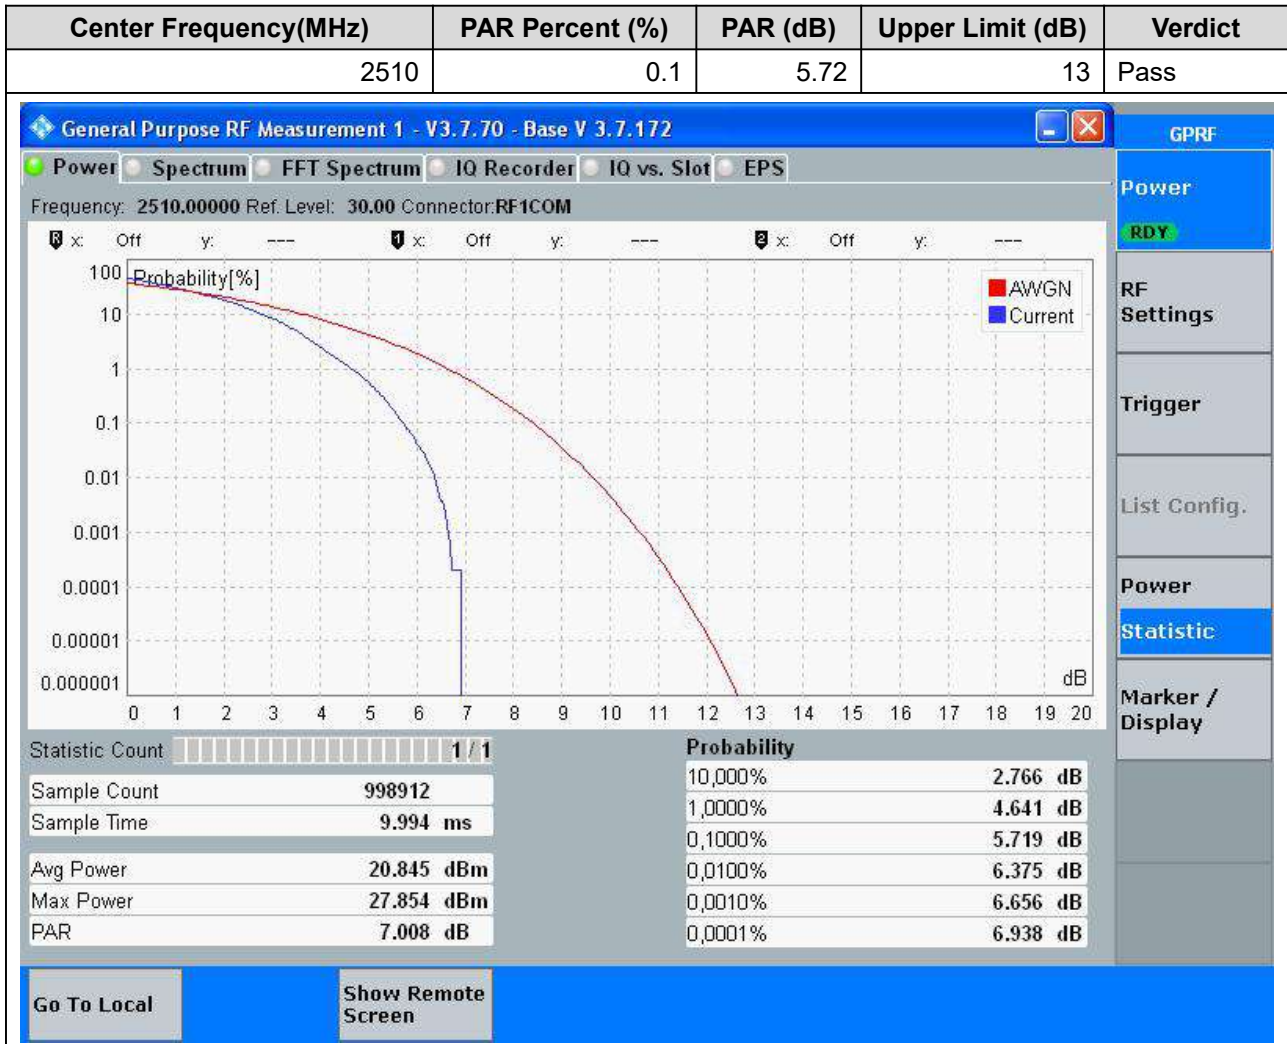 Center Frequency(MHz) PAR Percent (%) PAR (dB) Upper Limit (dB) Verdict
2510 0.1 5.72 13 Pass
General Purpose RF Measurement 1 - V3.7.70 - Base V 3.7.172
GPRF
Power Spectrum FFT Spectrum IQ Recorder IQ vs. Slot EPS
Power
RDY
Frequency: 2510.00000 Ref. Level: 30.00 Connector:RF1COM
R x: Off y: --- 1 x: Off y: --- 2 x: Off y: ---
Probability[%]
AWGN
Current
100
10
1
0.1
0.01
0.001
0.0001
0.00001
0.000001
dB
0 1 2 3 4 5 6 7 8 9 10 11 12 13 14 15 16 17 18 19 20
RF
Settings
Trigger
List Config.
Power
Statistic
Marker /
Display
Statistic Count 1 / 1
Sample Count 998912
Sample Time 9.994 ms
Avg Power 20.845 dBm
Max Power 27.854 dBm
PAR 7.008 dB
Probability
10,000% 2.766 dB
1,0000% 4.641 dB
0,1000% 5.719 dB
0,0100% 6.375 dB
0,0010% 6.656 dB
0,0001% 6.938 dB
Go To Local
Show Remote
Screen